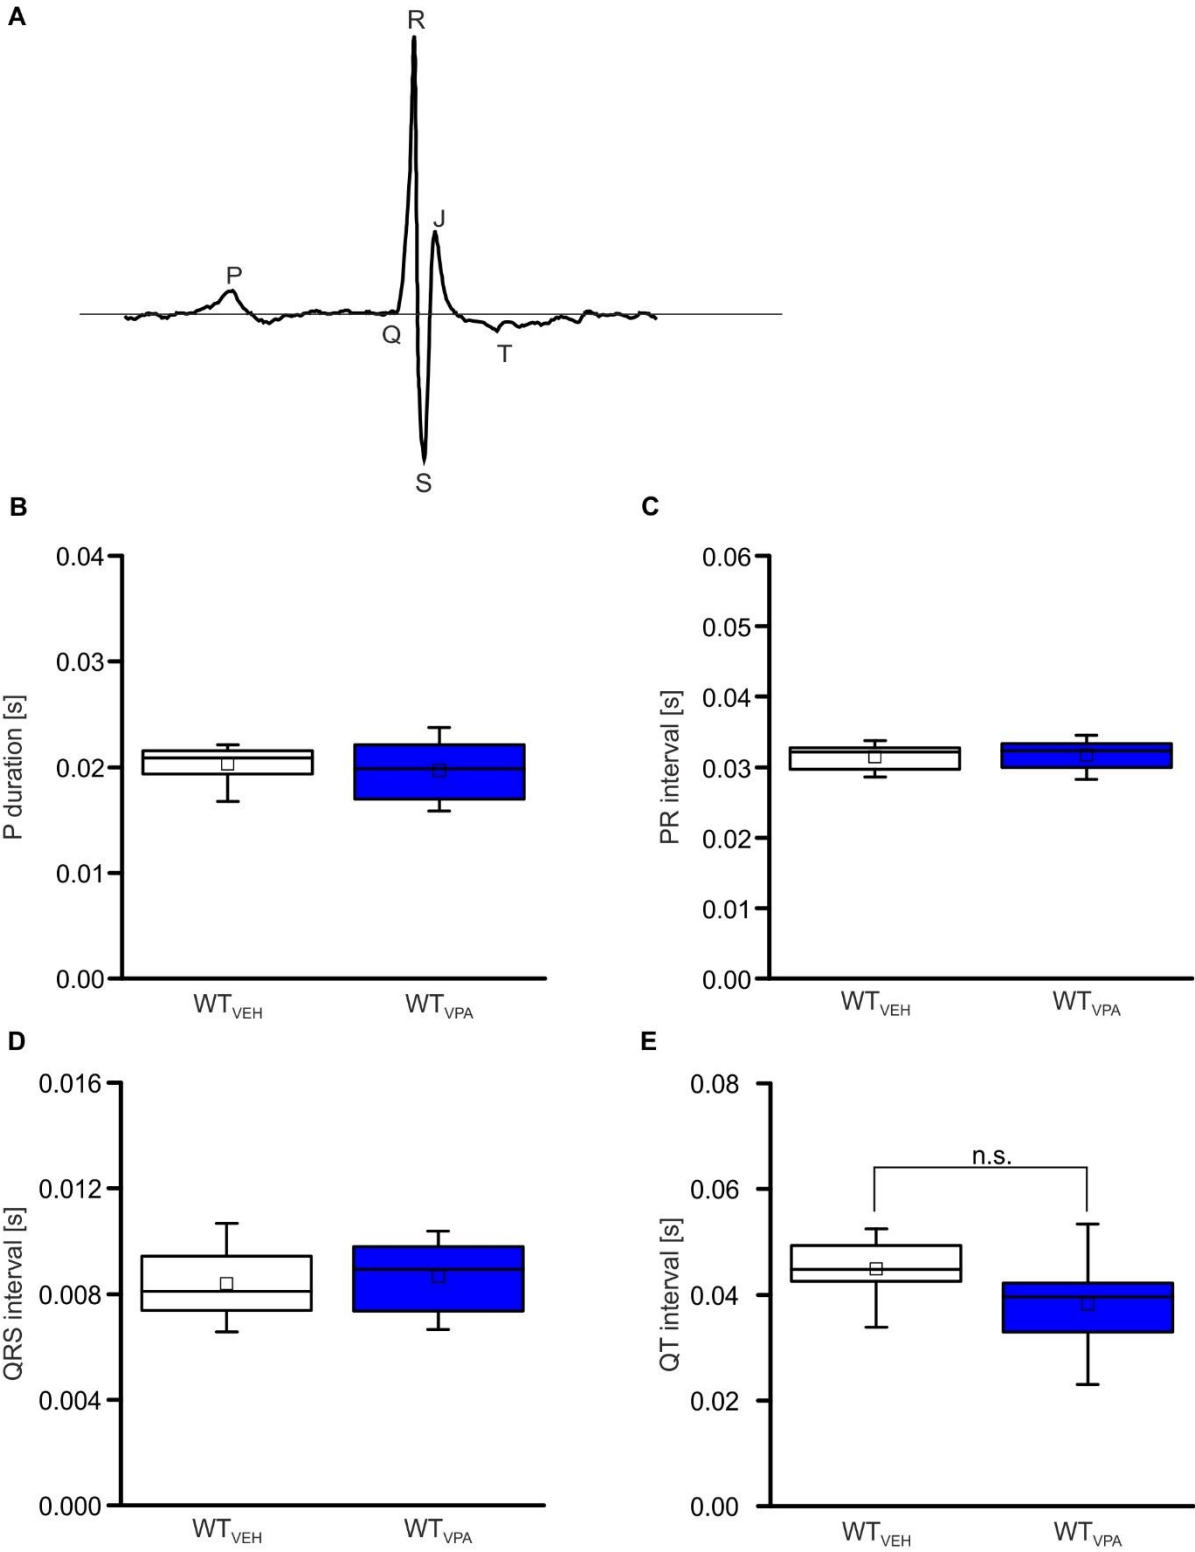 A
R
J
P
Q
T
S
B
C
P duration [s]
0.04
0.03
0.02
0.01
0.00
WTVEH WTVPA
PR interval [s]
0.06
0.05
0.04
0.03
0.02
0.01
0.00
WTVEH WTVPA
D
E
QRS interval [s]
0.016
0.012
0.008
0.004
0.000
WTVEH WTVPA
QT interval [s]
0.08
0.06
0.04
0.02
0.00
n.s.
WTVEH WTVPA